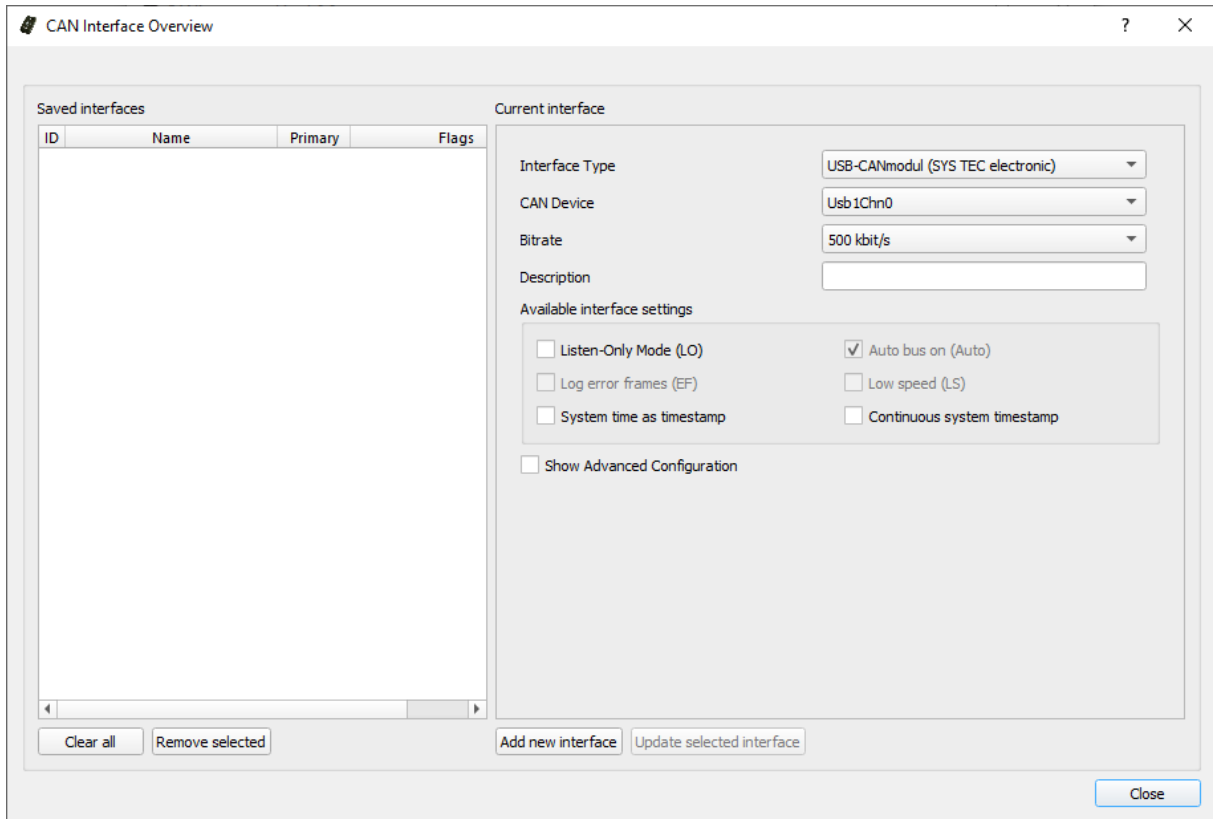 CAN Interface Overview
?
Saved interfaces
Current interface
ID Name Primary Flags
Interface Type USB-CANmodul (SYS TEC electronic)
CAN Device Usb1Chn0
Bitrate 500 kbit/s
Description
Available interface settings
Listen-Only Mode (LO) Auto bus on (Auto)
Log error frames (EF) Low speed (LS)
System time as timestamp Continuous system timestamp
Show Advanced Configuration
Clear all Remove selected Add new interface Update selected interface
Close